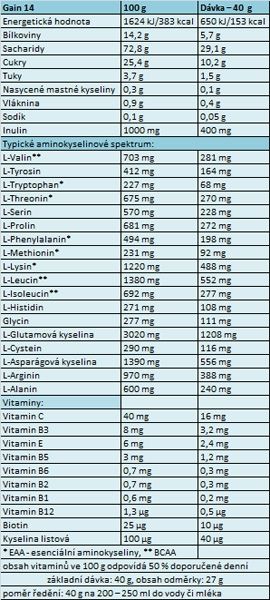 Gain 14 100 g Dávka – 40 g
Energetická hodnota 1624 kJ/383 kcal 650 kJ/153 kcal
Bílkoviny 14,2 g 5,7 g
Sacharidy 72,8 g 29,1 g
Cukry 25,4 g 10,2 g
Tuky 3,7 g 1,5 g
Nasycené mastné kyseliny 0,3 g 0,1 g
Vláknina 0,9 g 0,4 g
Sodík 0,1 g 0,05 g
Inulin 1000 mg 400 mg
Typické aminokyselinové spektrum:
L-Valin** 703 mg 281 mg
L-Tyrosin 412 mg 164 mg
L-Tryptophan* 227 mg 68 mg
L-Threonin* 675 mg 270 mg
L-Serin 570 mg 228 mg
L-Prolin 681 mg 272 mg
L-Phenylalanin* 494 mg 198 mg
L-Methionin* 231 mg 92 mg
L-Lysin* 1220 mg 488 mg
L-Leucin** 1380 mg 552 mg
L-Isoleucin** 692 mg 277 mg
L-Histidin 271 mg 108 mg
Glycin 277 mg 111 mg
L-Glutamová kyselina 3020 mg 1208 mg
L-Cystein 290 mg 116 mg
L-Asparágová kyselina 1390 mg 556 mg
L-Arginin 970 mg 388 mg
L-Alanin 600 mg 240 mg
Vitaminy:
Vitamin C 40 mg 16 mg
Vitamin B3 8 mg 3,2 mg
Vitamin E 6 mg 2,4 mg
Vitamin B5 3 mg 1,2 mg
Vitamin B6 0,7 mg 0,3 mg
Vitamin B2 0,7 mg 0,3 mg
Vitamin B1 0,6 mg 0,2 mg
Vitamin B12 1,3 µg 0,5 µg
Biotin 25 µg 10 µg
Kyselina listová 100 µg 40 µg
* EAA - esenciální aminokyseliny, ** BCAA
obsah vitaminů ve 100 g odpovídá 50 % doporučené denní
základní dávka: 40 g, obsah odměrky: 27 g
poměr ředění: 40 g na 200 – 250 ml do vody či mléka